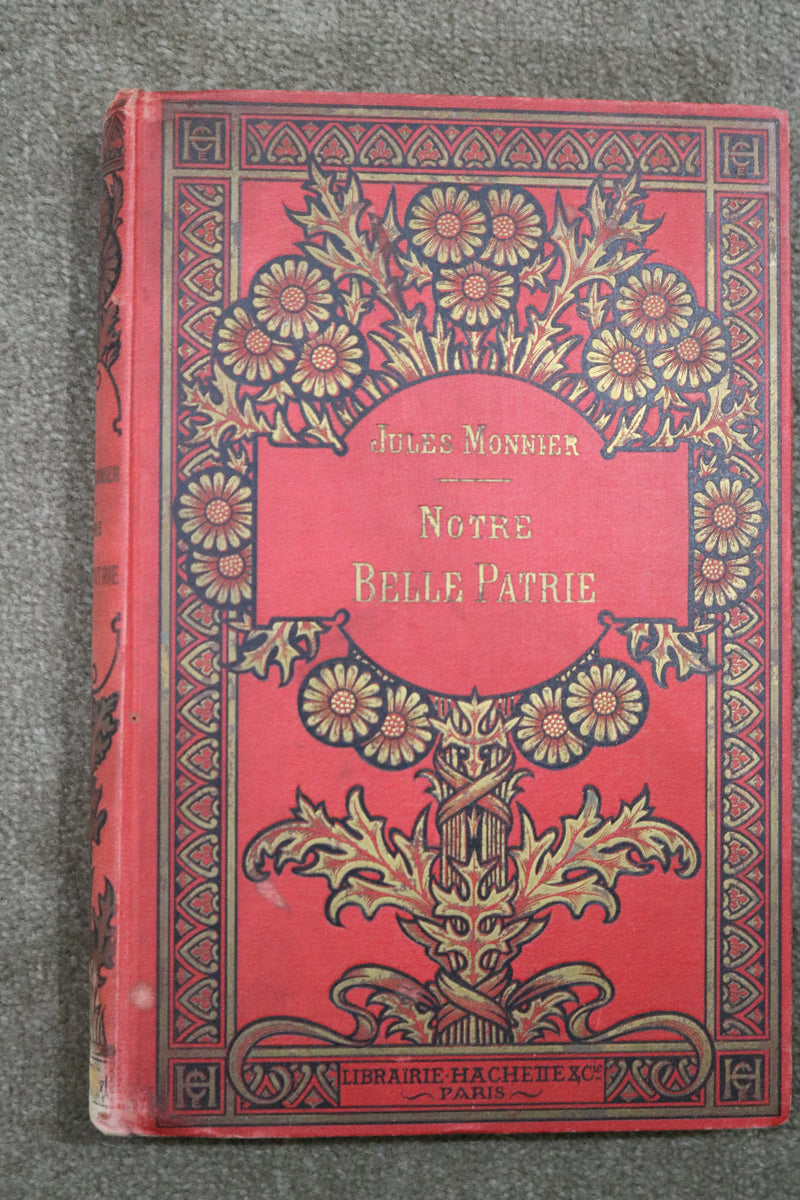 JULES MONNIER
NOTRE
BELLE PATRIE
LIBRAIRIE·HACHETTE & Cie
PARIS